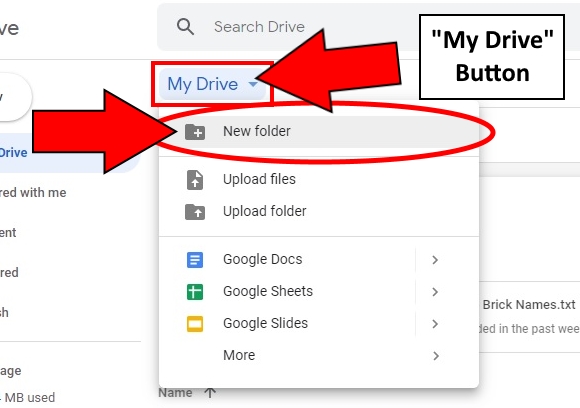 ve
Search Drive
"My Drive"
Button
My Drive
New folder
Drive
Upload files
red with me
Upload folder
ent
Google Docs
red
Google Sheets
Brick Names.txt
sh
Google Slides
ded in the past wee
More
age
MB used
Name